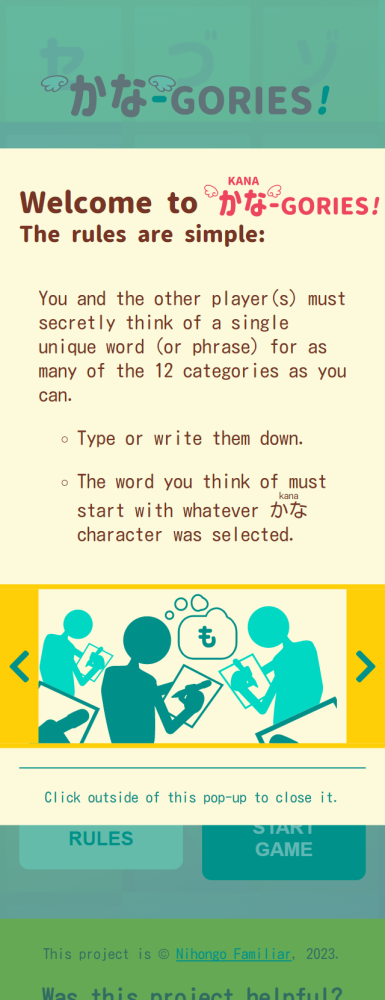 ヤ づ ゾ
かな-GORIES!
KANA
Welcome to かな-GORIES!
The rules are simple:
You and the other player(s) must
secretly think of a single
unique word (or phrase) for as
many of the 12 categories as you
can.
Type or write them down.
The word you think of must
kana
start with whatever かな
character was selected.
も
Click outside of this pop-up to close it.
RULES
START
GAME
This project is © Nihongo Familiar, 2023.
Was this project helpful?